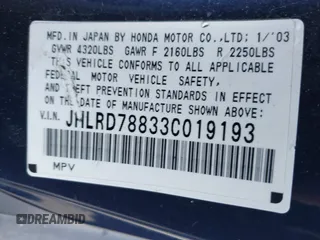 MFD. IN JAPAN BY HONDA MOTOR CO.,LTD: 1/'03
GVWR 4320LBS GAWR F 2160LBS R 2250LBS
THIS VEHICLE CONFORMS TO ALL APPLICABLE
FEDERAL MOTOR VEHICLE SAFETY,
AND THEFT PREVENTION STANDARDS IN EFFECT
ON THE DATE OF MANUFACTURE SHOWN ABOVE:
V.I.N. JHLRD78833C019193
MPV
DREAMBID